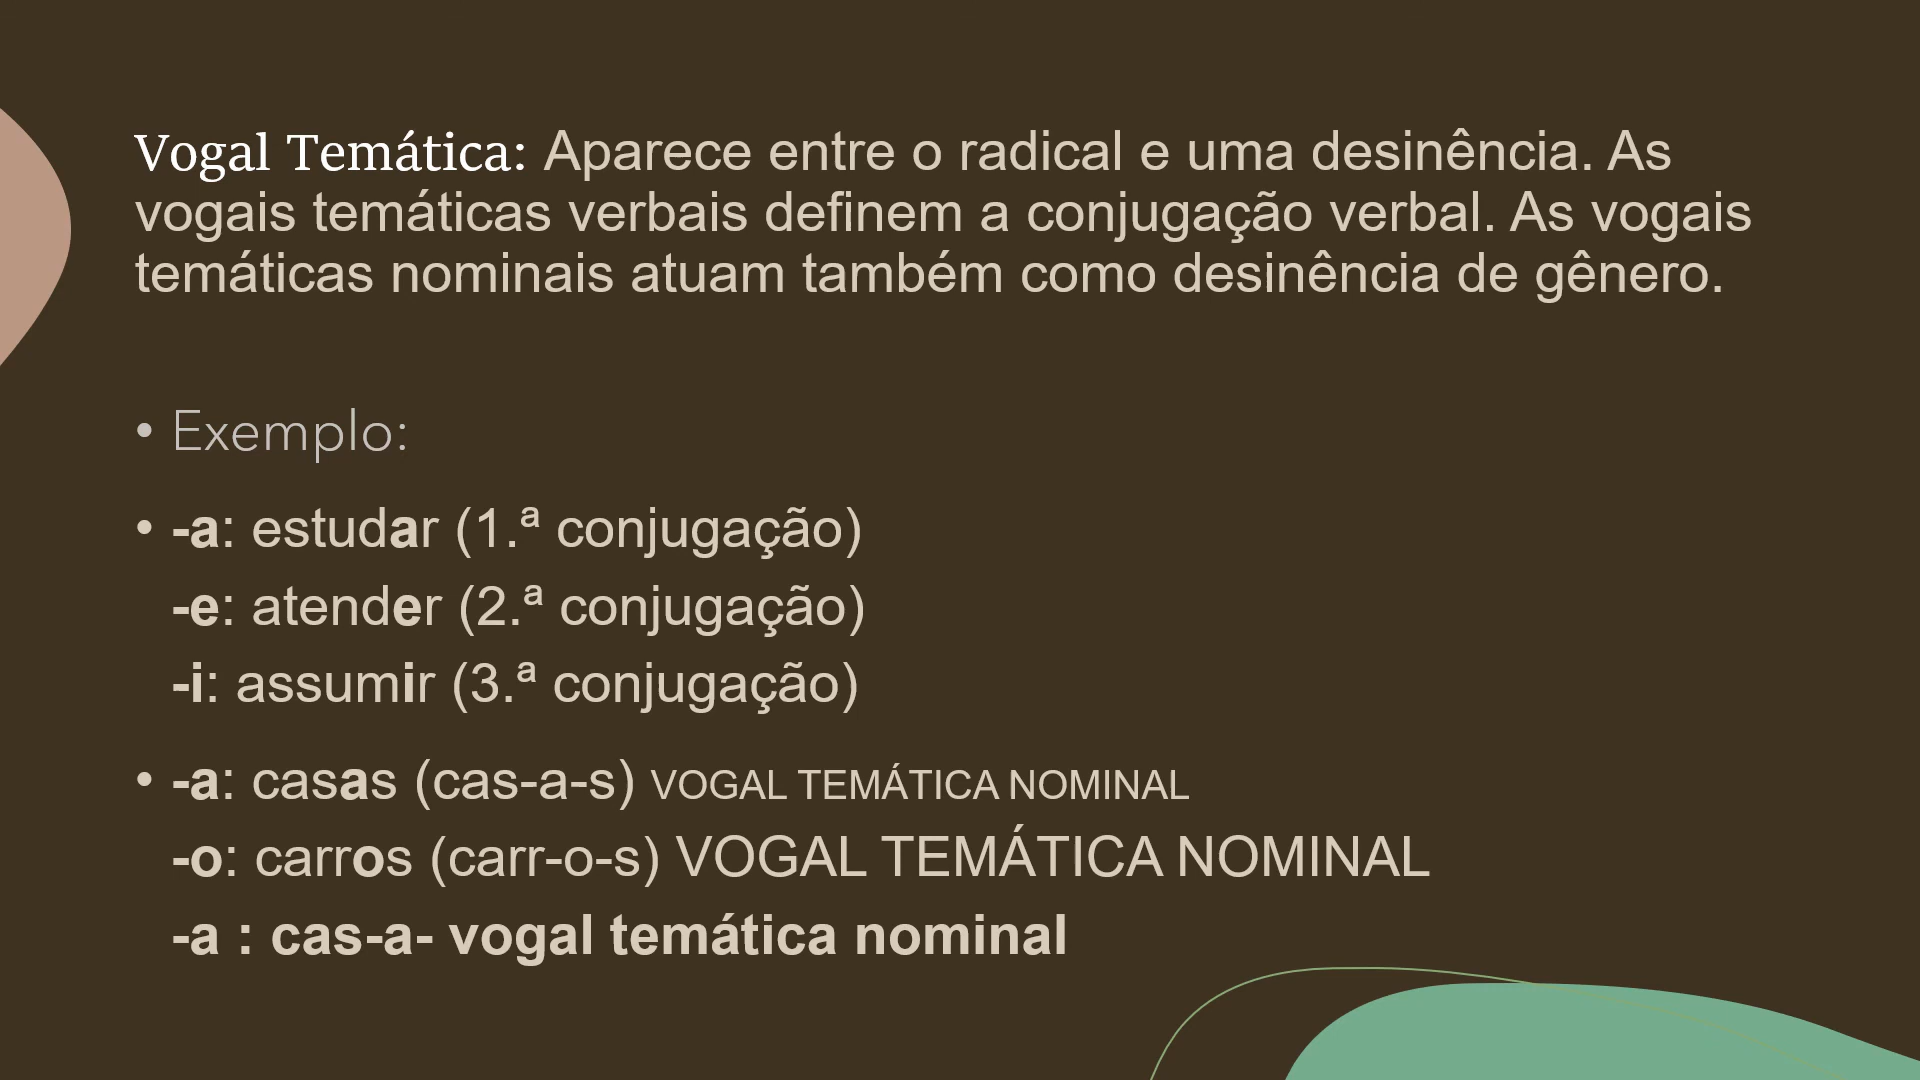 Vogal Temática: Aparece entre o radical e uma desinência. As
vogais temáticas verbais definem a conjugação verbal. As vogais
temáticas nominais atuam também como desinência de gênero.
• Exemplo:
• -a: estudar (1.ª conjugação)
-e: atender (2.ª conjugação)
-i: assumir (3.ª conjugação)
• -a: casas (cas-a-s) VOGAL TEMÁTICA NOMINAL
-o: carros (carr-o-s) VOGAL TEMÁTICA NOMINAL
-a : cas-a- vogal temática nominal